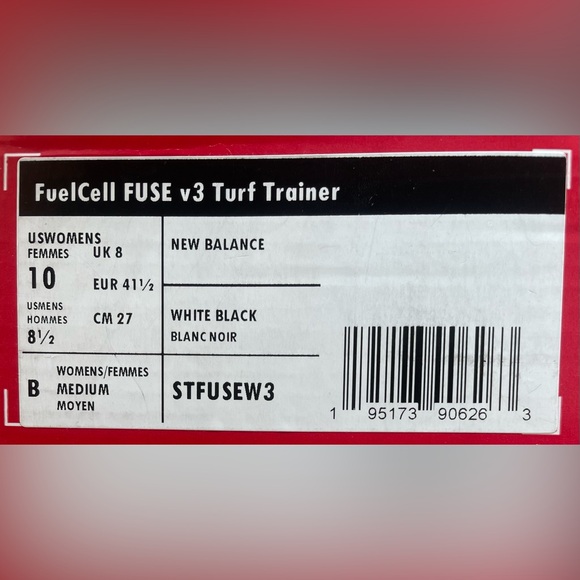 FuelCell FUSE v3 Turf Trainer
USWOMENS
FEMMES
10
UK 8
EUR 41½
USMENS
HOMMES
8½
CM 27
NEW BALANCE
WHITE BLACK
BLANC NOIR
B
WOMENS/FEMMES
MEDIUM
MOYEN
STFUSEW3
1 95173 90626 3